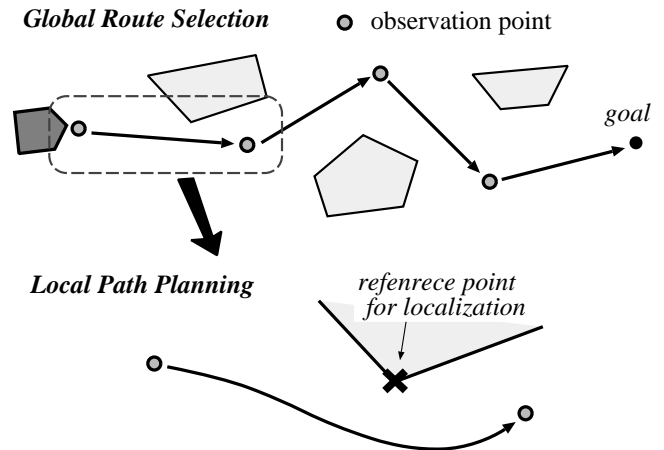 Global Route Selection
observation point
goal
Local Path Planning
refenrece point
for localization